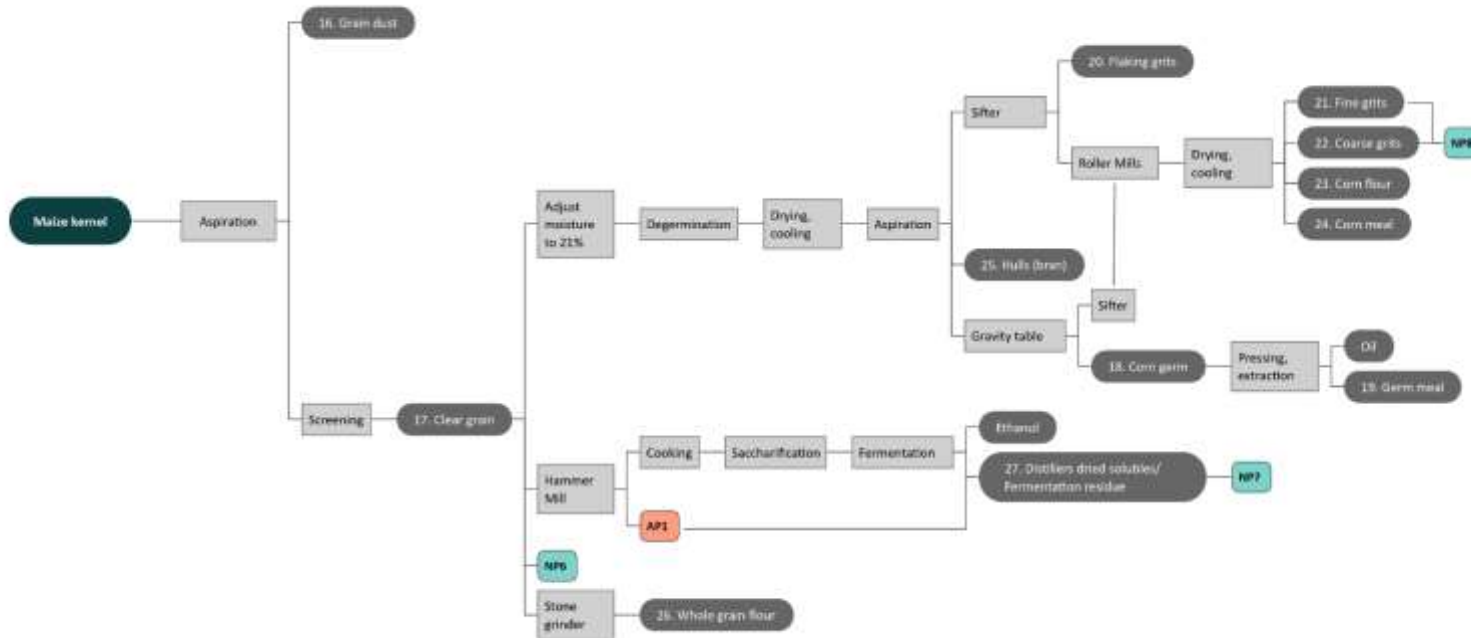 16. Grain dust
20. Flaking grits
Sifter
21. Fine grits
22. Coarse grits
Roller Mills
Drying,
cooling
23. Corn flour
24. Corn meal
Maize kernel
Aspiration
Adjust
moisture
to 21%
Degermination
Drying,
cooling
Aspiration
25. Hulls (bran)
Sifter
Gravity table
18. Corn germ
Pressing,
extraction
Oil
19. Germ meal
Screening
17. Clear grain
Ethanol
Cooking
Saccharification
Fermentation
27. Distillers dried solubles/
Fermentation residue
NP7
Hammer
Mill
AP1
NP6
Stone
grinder
26. Whole grain flour